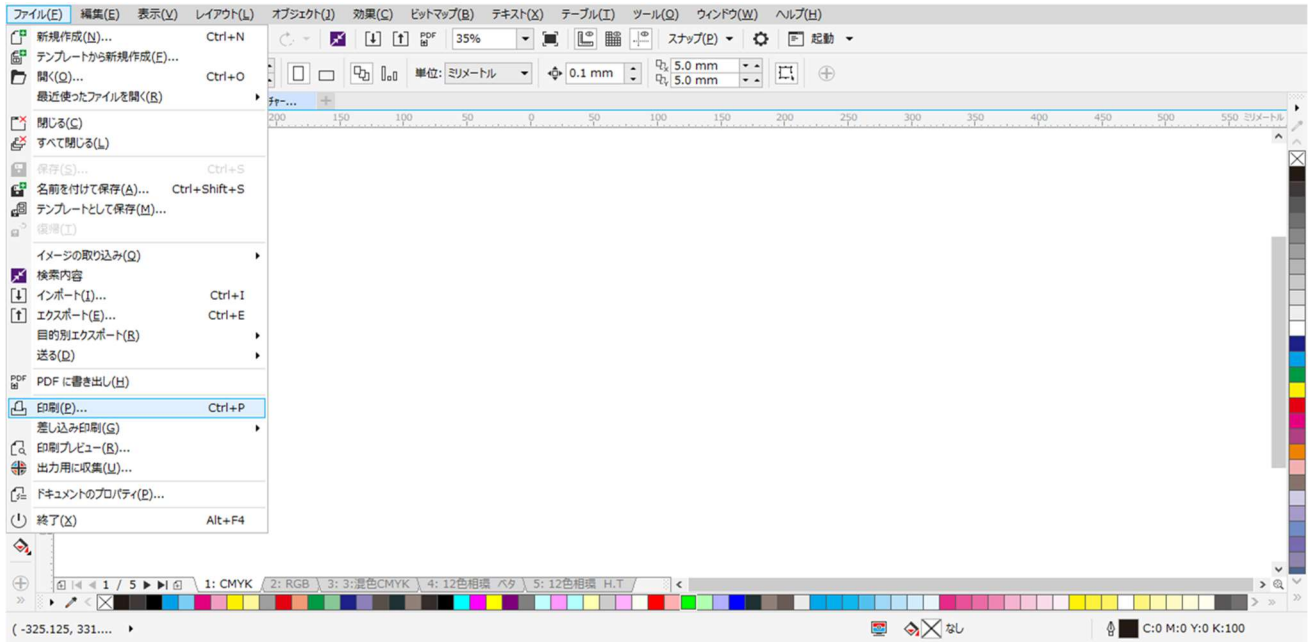 ファイル(F) 編集(E) 表示(V) レイアウト(L) オブジェクト(J) 効果(C) ビットマップ(B) テキスト(X) テーブル(T) ツール(O) ウィンドウ(W) ヘルプ(H)
新規作成(N)... Ctrl+N
PDF 35% スナップ(P) 起動
テンプレートから新規作成(F)...
開く(O)... Ctrl+O
単位: ミリメートル 0.1 mm 5.0 mm
5.0 mm
最近使ったファイルを開く(R)
チャー...
200 150 100 50 0 50 100 150 200 250 300 350 400 450 500 550 ミリメートル
閉じる(C)
すべて閉じる(L)
保存(S)... Ctrl+S
名前を付けて保存(A)... Ctrl+Shift+S
テンプレートとして保存(M)...
復帰(T)
イメージの取り込み(Q)
検索内容
インポート(I)... Ctrl+I
エクスポート(E)... Ctrl+E
目的別エクスポート(R)
送る(D)
PDF PDF に書き出し(H)
印刷(P)... Ctrl+P
差し込み印刷(G)
印刷プレビュー(R)...
出力用に収集(U)...
ドキュメントのプロパティ(P)...
終了(X) Alt+F4
1 / 5 1: CMYK 2: RGB 3: 3:混色CMYK 4: 12色相環 ベタ 5: 12色相環 H.T
( -325.125, 331.... なし C:0 M:0 Y:0 K:100